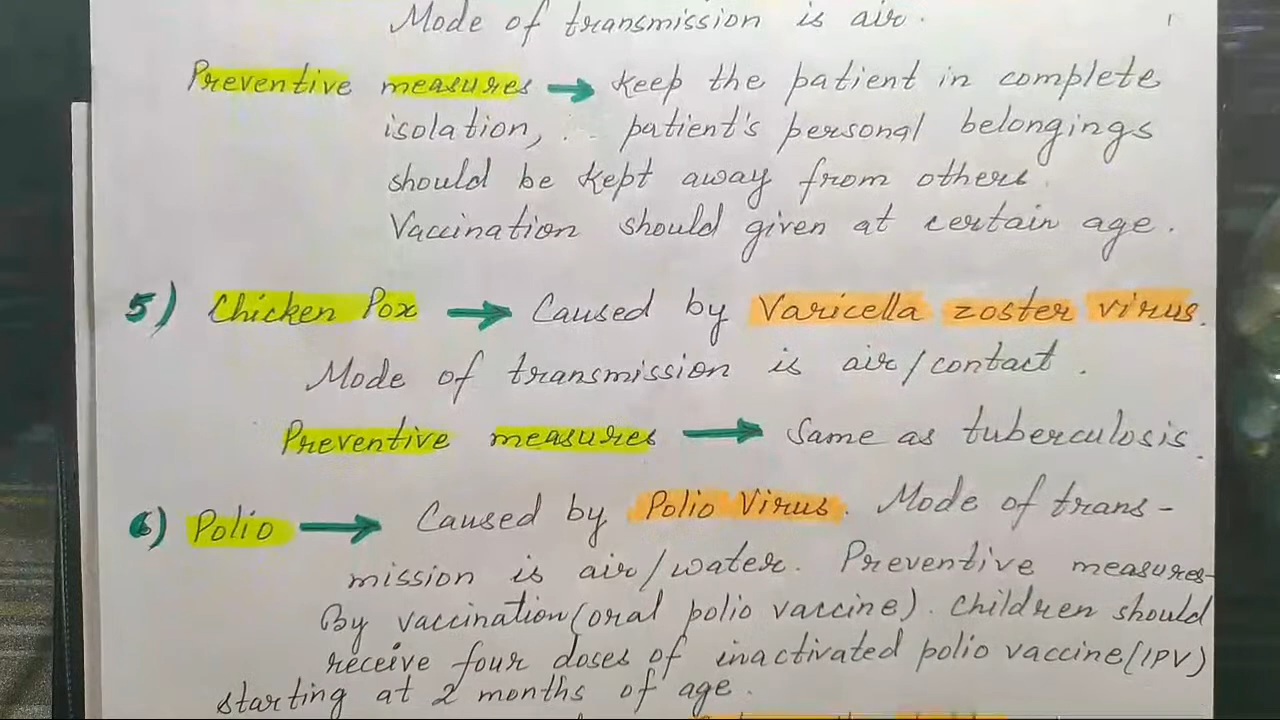 Mode of transmission is air.
Preventive measures → Keep the patient in complete
isolation, patient's personal belongings
should be kept away from others.
Vaccination should given at certain age.
5) Chicken Pox → Caused by Varicella zoster virus.
Mode of transmission is air/contact.
Preventive measures → Same as tuberculosis.
6) Polio → Caused by Polio Virus. Mode of trans-
mission is air/water. Preventive measures-
By vaccination(oral polio vaccine). Children should
receive four doses of inactivated polio vaccine(IPV)
starting at 2 months of age.